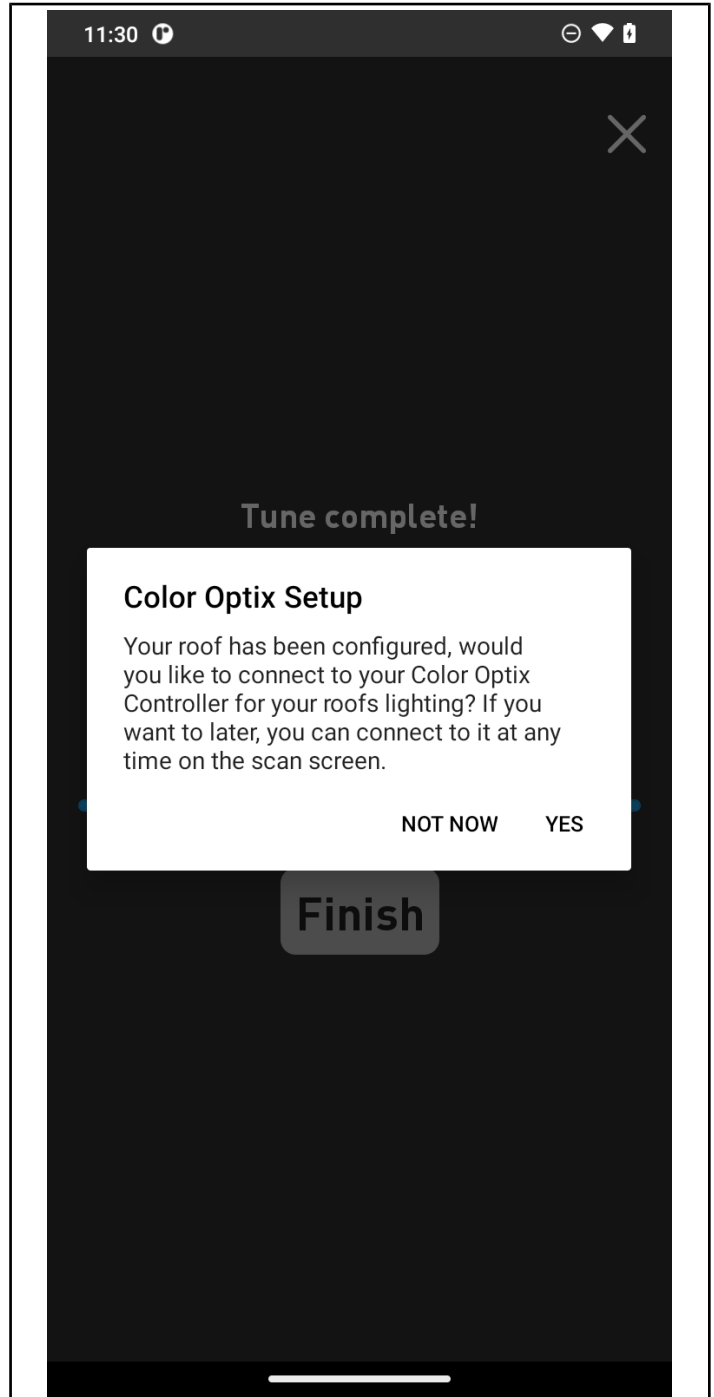 11:30
Tune complete!
Color Optix Setup
Your roof has been configured, would
you like to connect to your Color Optix
Controller for your roofs lighting? If you
want to later, you can connect to it at any
time on the scan screen.
NOT NOW YES
Finish